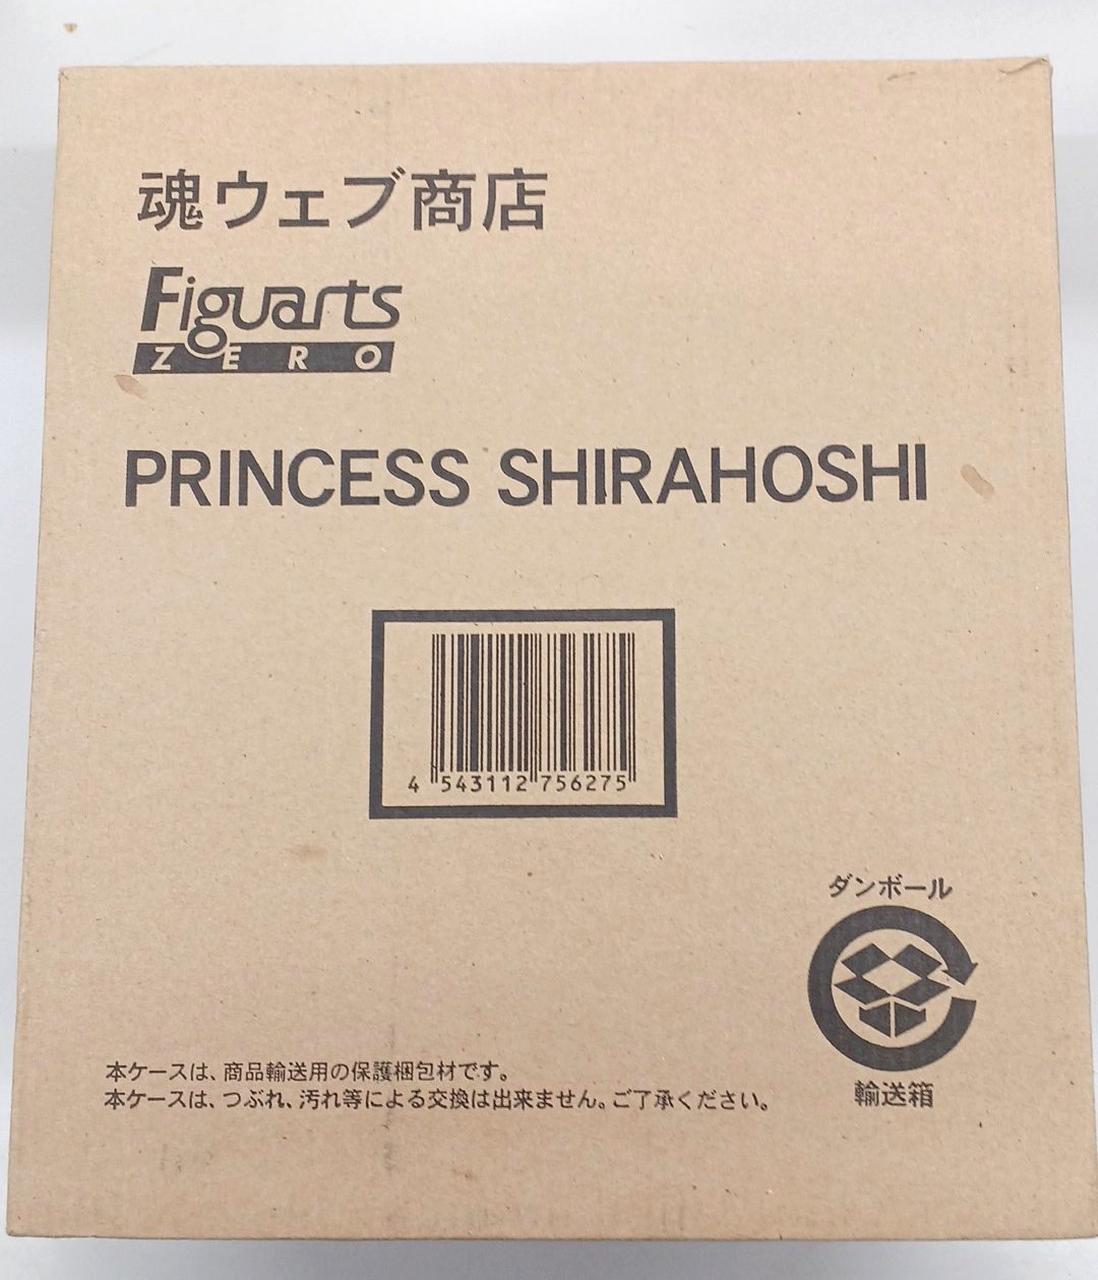 魂ウェブ商店
Figuarts
ZERO
PRINCESS SHIRAHOSHI
4 543112 756275
ダンボール
輸送箱
本ケースは、商品輸送用の保護梱包材です。
本ケースは、つぶれ、汚れ等による交換は出来ません。ご了承ください。